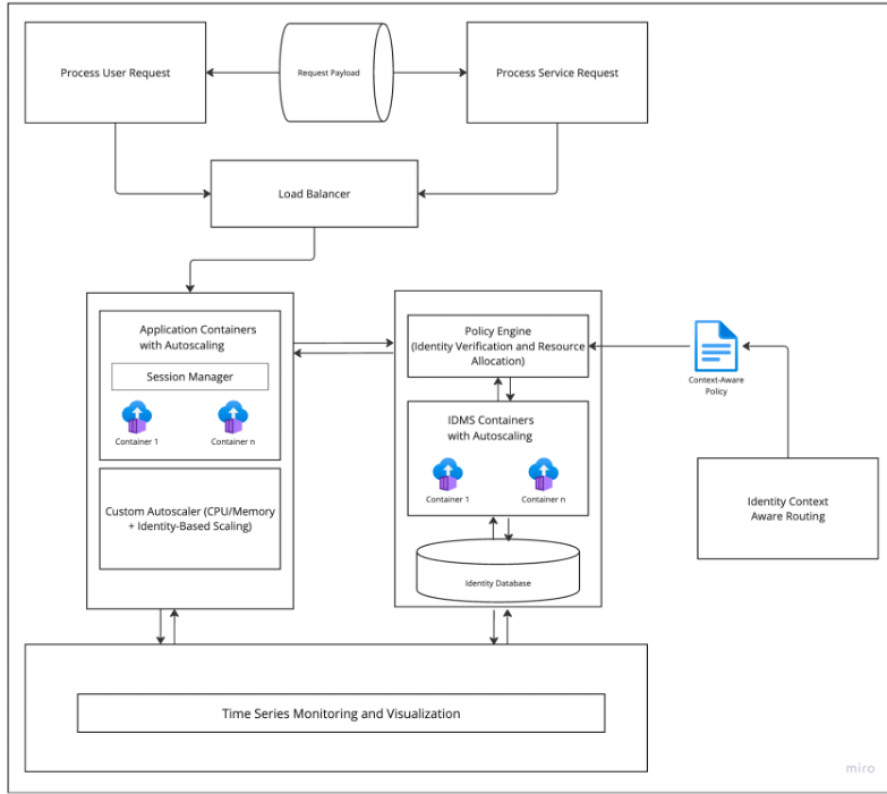 Process User Request
Request Payload
Process Service Request
Load Balancer
Application Containers
with Autoscaling
Session Manager
Container 1
Container n
Custom Autoscaler (CPU/Memory
+ Identity-Based Scaling)
Policy Engine
(Identity Verification and Resource
Allocation)
IDMS Containers
with Autoscaling
Container 1
Container n
Identity Database
Context-Aware
Policy
Identity Context
Aware Routing
Time Series Monitoring and Visualization
miro